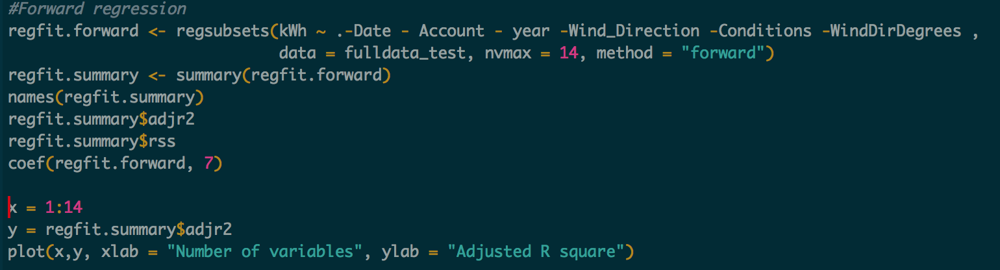 #Forward regression
regfit.forward <- regsubsets(kWh ~ .-Date - Account - year -Wind_Direction -Conditions -WindDirDegrees ,
data = fulldata_test, nvmax = 14, method = "forward")
regfit.summary <- summary(regfit.forward)
names(regfit.summary)
regfit.summary$adjr2
regfit.summary$rss
coef(regfit.forward, 7)
x = 1:14
y = regfit.summary$adjr2
plot(x,y, xlab = "Number of variables", ylab = "Adjusted R square")